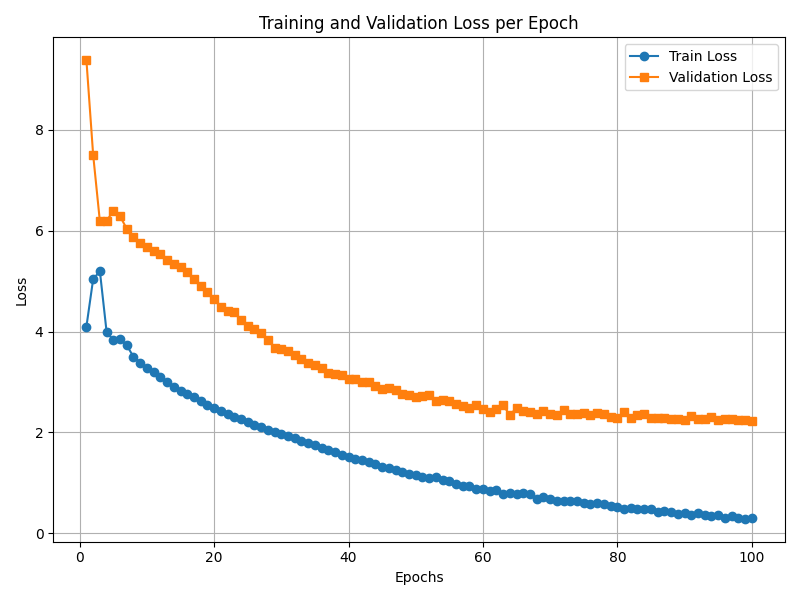 Training and Validation Loss per Epoch
Train Loss
Validation Loss
8
6
4
2
0
Loss
0 20 40 60 80 100
Epochs